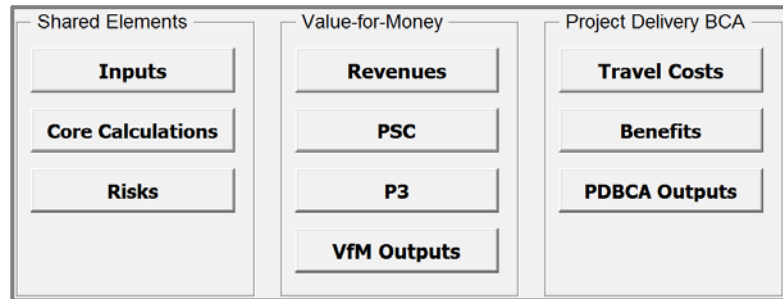 Shared Elements
Inputs
Core Calculations
Risks
Value-for-Money
Revenues
PSC
P3
VfM Outputs
Project Delivery BCA
Travel Costs
Benefits
PDBCA Outputs